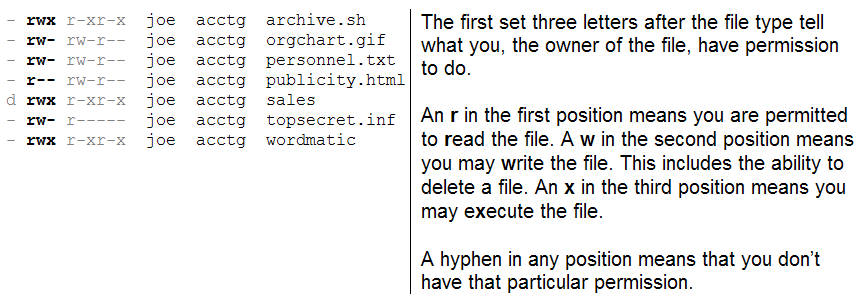 - rwx r-xr-x joe acctg archive.sh
- rw- rw-r-- joe acctg orgchart.gif
- rw- rw-r-- joe acctg personnel.txt
- r-- rw-r-- joe acctg publicity.html
d rwx r-xr-x joe acctg sales
- rw- r----- joe acctg topsecret.inf
- rwx r-xr-x joe acctg wordmatic
The first set three letters after the file type tell
what you, the owner of the file, have permission
to do.
An r in the first position means you are permitted
to read the file. A w in the second position means
you may write the file. This includes the ability to
delete a file. An x in the third position means you
may execute the file.
A hyphen in any position means that you don’t
have that particular permission.